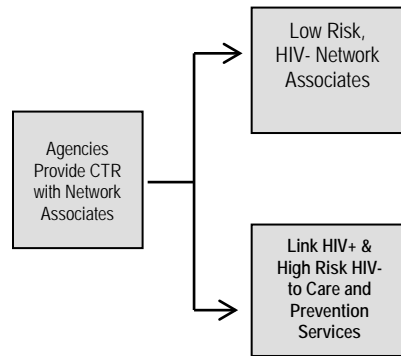 Low Risk,
HIV- Network
Associates
Agencies
Provide CTR
with Network
Associates
Link HIV+ &
High Risk HIV-
to Care and
Prevention
Services